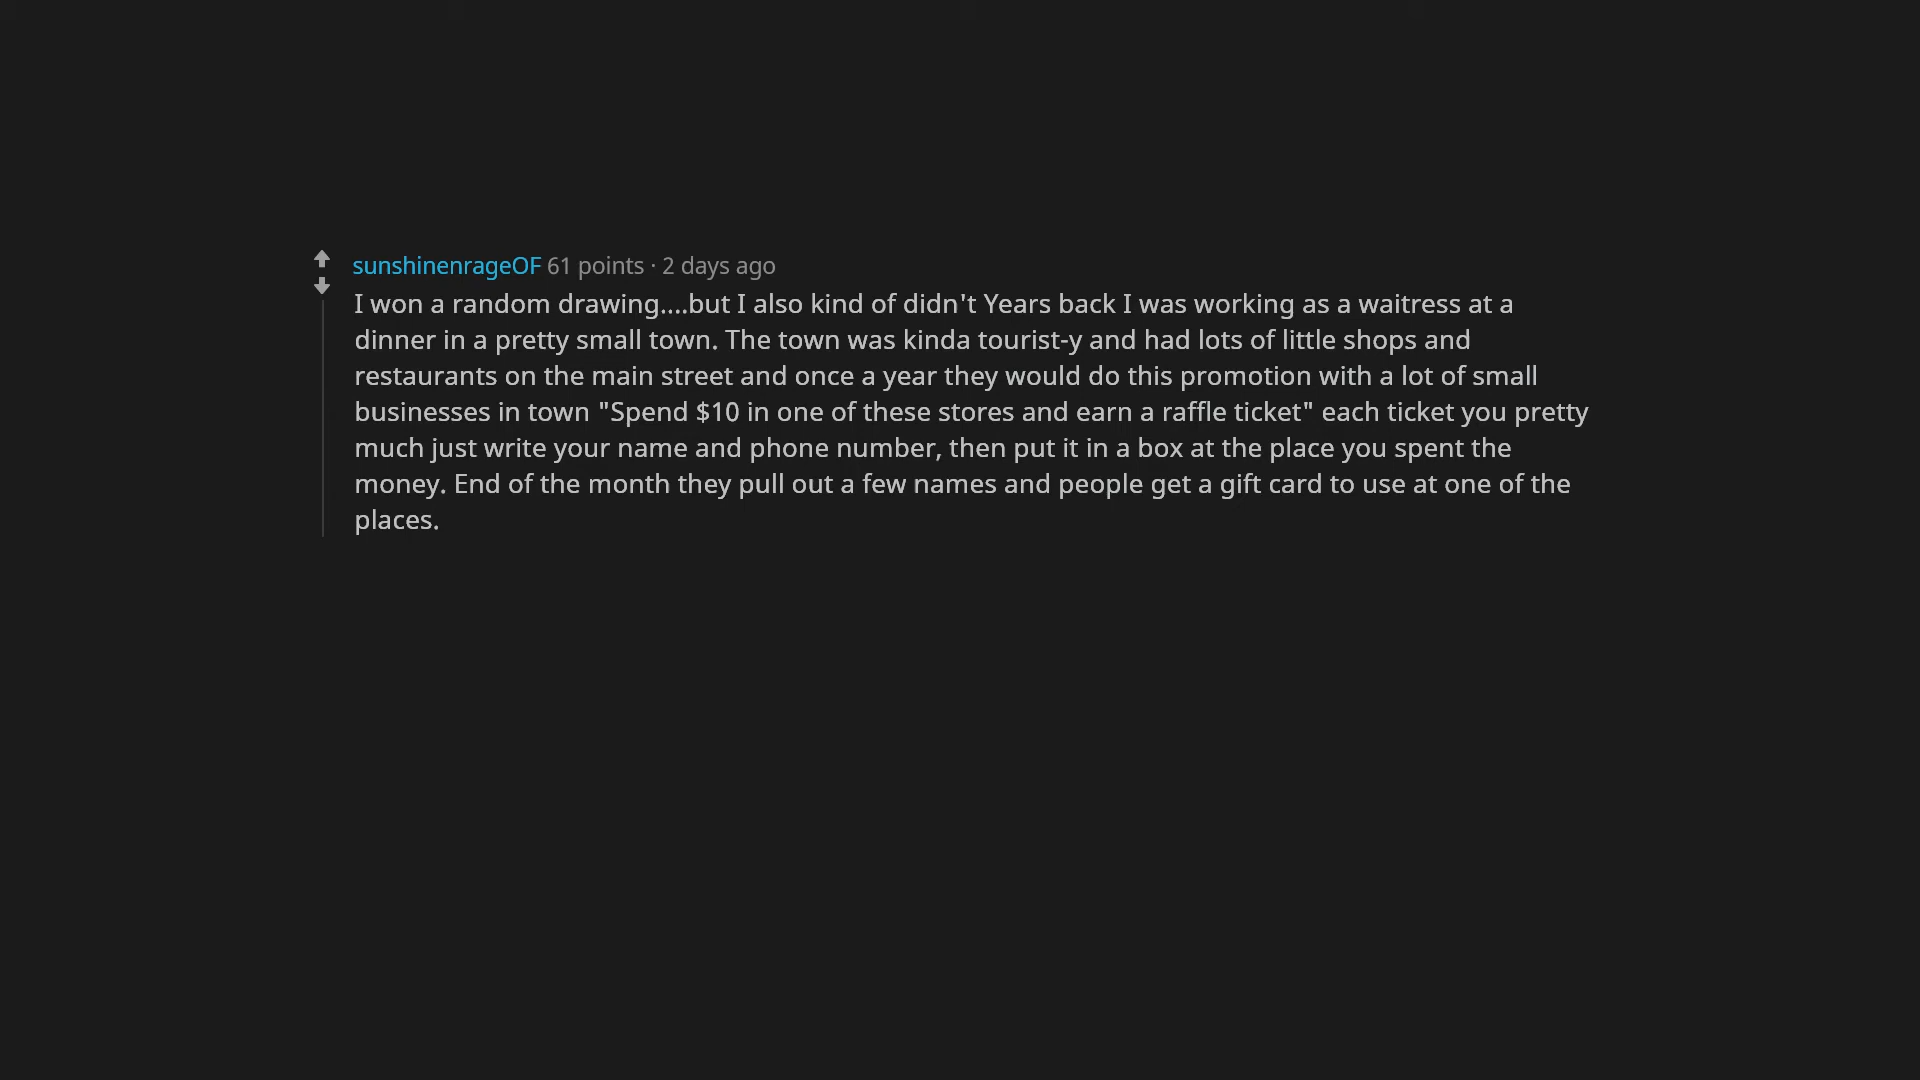 sunshinenrageOF 61 points · 2 days ago
I won a random drawing....but I also kind of didn't Years back I was working as a waitress at a
dinner in a pretty small town. The town was kinda tourist-y and had lots of little shops and
restaurants on the main street and once a year they would do this promotion with a lot of small
businesses in town "Spend $10 in one of these stores and earn a raffle ticket" each ticket you pretty
much just write your name and phone number, then put it in a box at the place you spent the
money. End of the month they pull out a few names and people get a gift card to use at one of the
places.